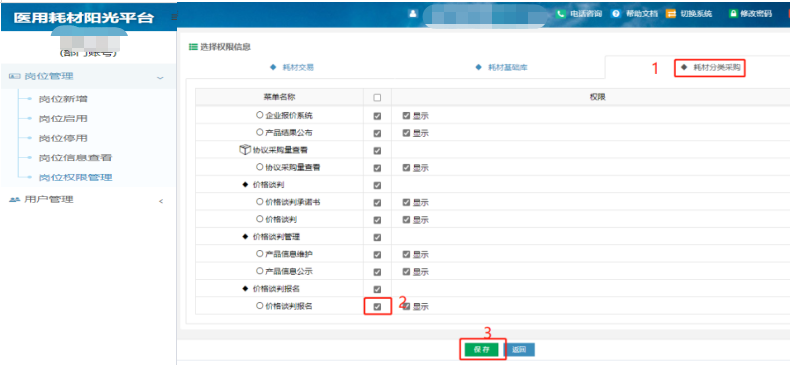 医用耗材阳光平台
电话咨询 帮助文档 切换系统 修改密码
(部门账号)
岗位管理
岗位新增
岗位启用
岗位停用
岗位信息查看
岗位权限管理
用户管理
选择权限信息
耗材交易 耗材基础库 1 耗材分类采购
菜单名称 权限
企业报价系统 显示
产品结果公布 显示
协议采购量查看
协议采购量查看 显示
价格谈判
价格谈判承诺书 显示
价格谈判 显示
价格谈判管理
产品信息维护 显示
产品信息公示 显示
价格谈判报名
价格谈判报名 2 显示
3
保存 返回